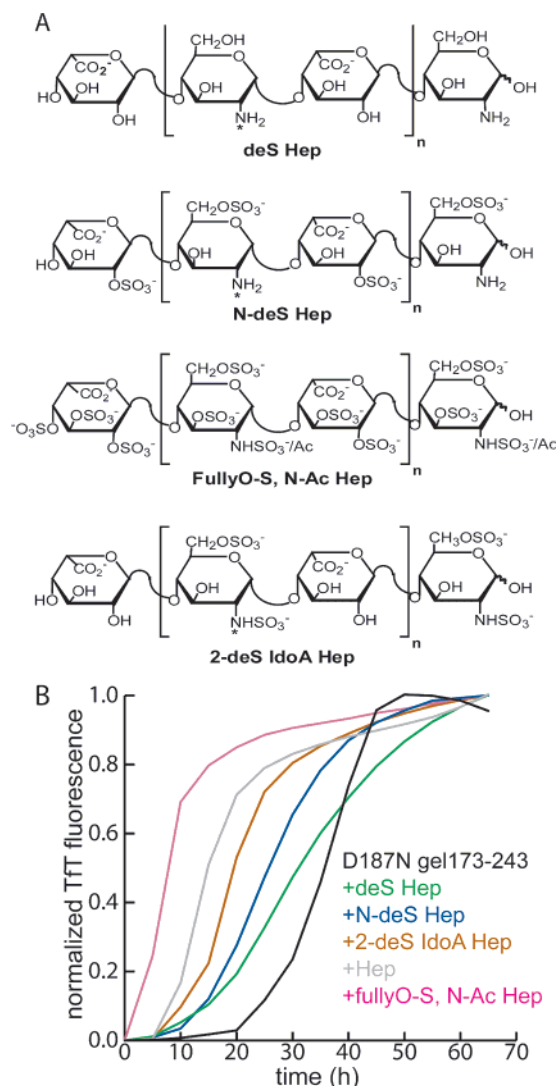 A
CH₂OH CH₂OH
CO₂⁻ O O CO₂⁻ O O
HO OH O OH O OH O OH OH
OH NH₂ OH NH₂
*
deS Hep n
CH₂OSO₃⁻ CH₂OSO₃⁻
CO₂⁻ O O CO₂⁻ O O
HO OH O OH O OH O OH OH
OSO₃⁻ NH₂ OSO₃⁻ NH₂
*
N-deS Hep n
CH₂OSO₃⁻ CH₂OSO₃⁻
CO₂⁻ O O CO₂⁻ O O
⁻O₃SO OSO₃⁻ O OSO₃⁻ O OSO₃⁻ O OSO₃⁻ OH
OSO₃⁻ NHSO₃⁻/Ac OSO₃⁻ NHSO₃⁻/Ac
FullyO-S, N-Ac Hep n
CH₂OSO₃⁻ CH₃OSO₃⁻
CO₂⁻ O O CO₂⁻ O O
HO OH O OH O OH O OH OH
OH NHSO₃⁻ OH NHSO₃⁻
*
2-deS IdoA Hep n
B
normalized TfT fluorescence
1.0
0.8
0.6
0.4
0.2
0.0
D187N gel173-243
+deS Hep
+N-deS Hep
+2-deS IdoA Hep
+Hep
+fullyO-S, N-Ac Hep
0 10 20 30 40 50 60 70
time (h)